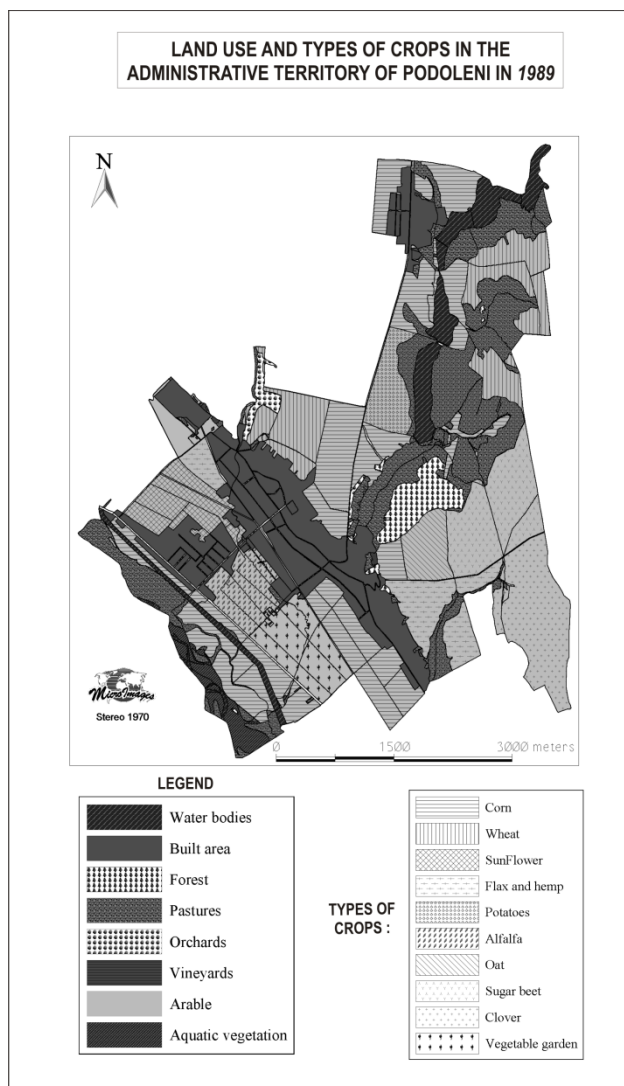 LAND USE AND TYPES OF CROPS IN THE
ADMINISTRATIVE TERRITORY OF PODOLENI IN 1989
N
MicroImages
Stereo 1970
0 1500 3000 meters
LEGEND
Water bodies
Built area
Forest
Pastures
Orchards
Vineyards
Arable
Aquatic vegetation
TYPES OF
CROPS :
Corn
Wheat
SunFlower
Flax and hemp
Potatoes
Alfalfa
Oat
Sugar beet
Clover
Vegetable garden